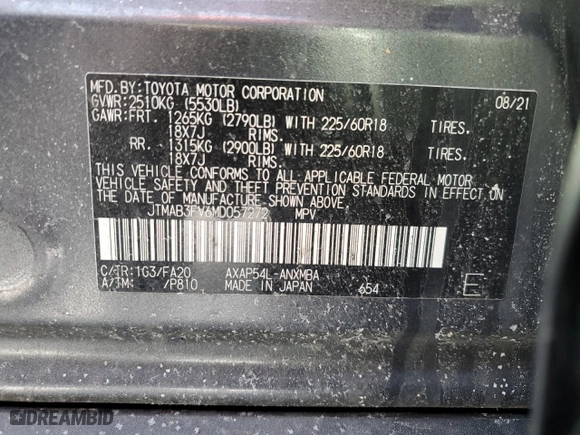 MFD.BY:TOYOTA MOTOR CORPORATION 08/21
GVWR:2510KG (5530LB)
GAWR:FRT. 1265KG (2790LB) WITH 225/60R18 TIRES.
18X7J RIMS.
RR. 1315KG (2900LB) WITH 225/60R18 TIRES.
18X7J RIMS.
THIS VEHICLE CONFORMS TO ALL APPLICABLE FEDERAL MOTOR
VEHICLE SAFETY AND THEFT PREVENTION STANDARDS IN EFFECT ON
THE DATE OF MANUFACTURE SHOWN ABOVE.
JTMAB3FV6MD057272 MPV
C/TR:1G3/FA20 AXAP54L-ANXMBA
A/TM: /P810 MADE IN JAPAN 654 E
DREAMBID